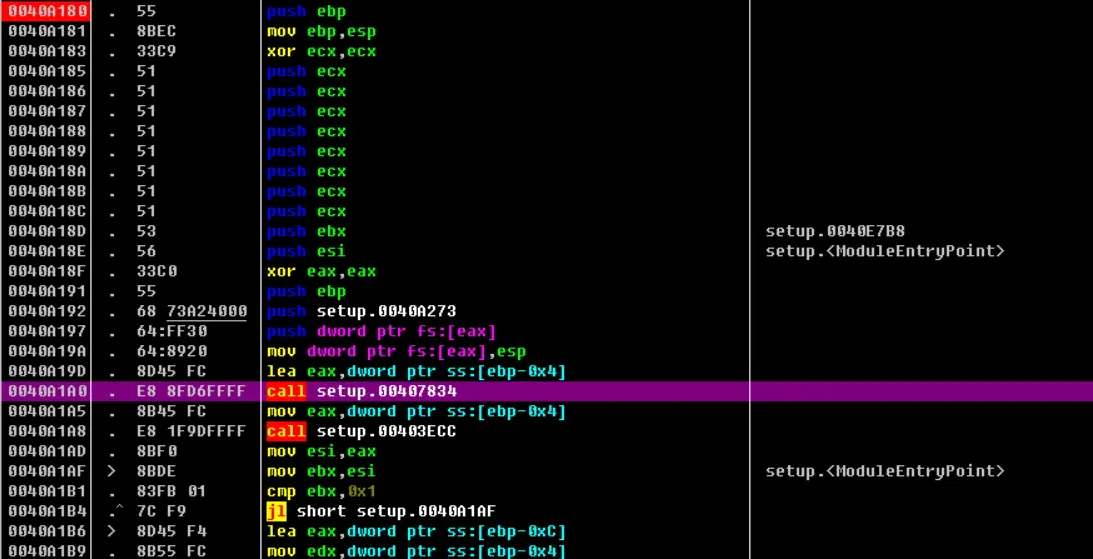 0040A180 . 55 push ebp
0040A181 . 8BEC mov ebp,esp
0040A183 . 33C9 xor ecx,ecx
0040A185 . 51 push ecx
0040A186 . 51 push ecx
0040A187 . 51 push ecx
0040A188 . 51 push ecx
0040A189 . 51 push ecx
0040A18A . 51 push ecx
0040A18B . 51 push ecx
0040A18C . 51 push ecx
0040A18D . 53 push ebx setup.0040E7B8
0040A18E . 56 push esi setup.<ModuleEntryPoint>
0040A18F . 33C0 xor eax,eax
0040A191 . 55 push ebp
0040A192 . 68 73A24000 push setup.0040A273
0040A197 . 64:FF30 push dword ptr fs:[eax]
0040A19A . 64:8920 mov dword ptr fs:[eax],esp
0040A19D . 8D45 FC lea eax,dword ptr ss:[ebp-0x4]
0040A1A0 . E8 8FD6FFFF call setup.00407834
0040A1A5 . 8B45 FC mov eax,dword ptr ss:[ebp-0x4]
0040A1A8 . E8 1F9DFFFF call setup.00403ECC
0040A1AD . 8BF0 mov esi,eax
0040A1AF > 8BDE mov ebx,esi setup.<ModuleEntryPoint>
0040A1B1 . 83FB 01 cmp ebx,0x1
0040A1B4 .^ 7C F9 jl short setup.0040A1AF
0040A1B6 > 8D45 F4 lea eax,dword ptr ss:[ebp-0xC]
0040A1B9 . 8B55 FC mov edx,dword ptr ss:[ebp-0x4]